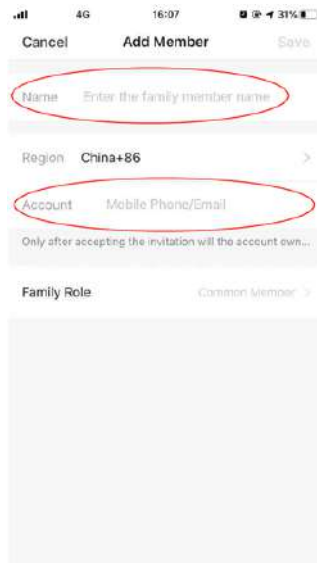 4G 16:07 31%
Cancel Add Member Save
Name Enter the family member name
Region China+86
Account Mobile Phone/Email
Only after accepting the invitation will the account own...
Family Role Common Member